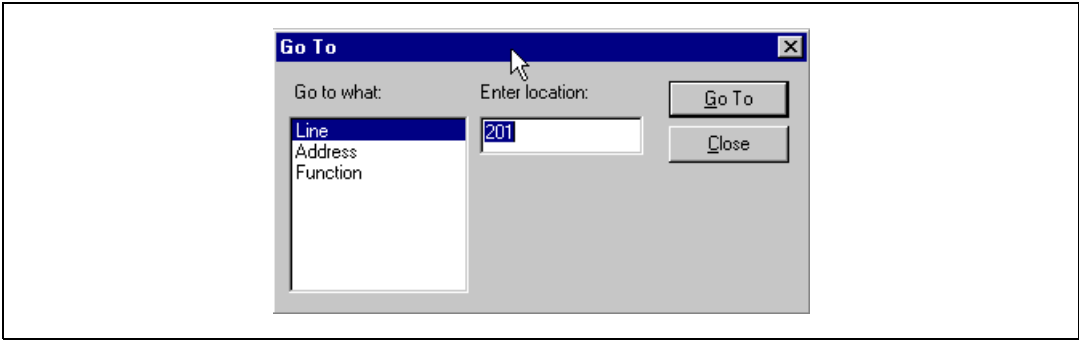 Go To
Go to what:
Line
Address
Function
Enter location:
201
Go To
Close